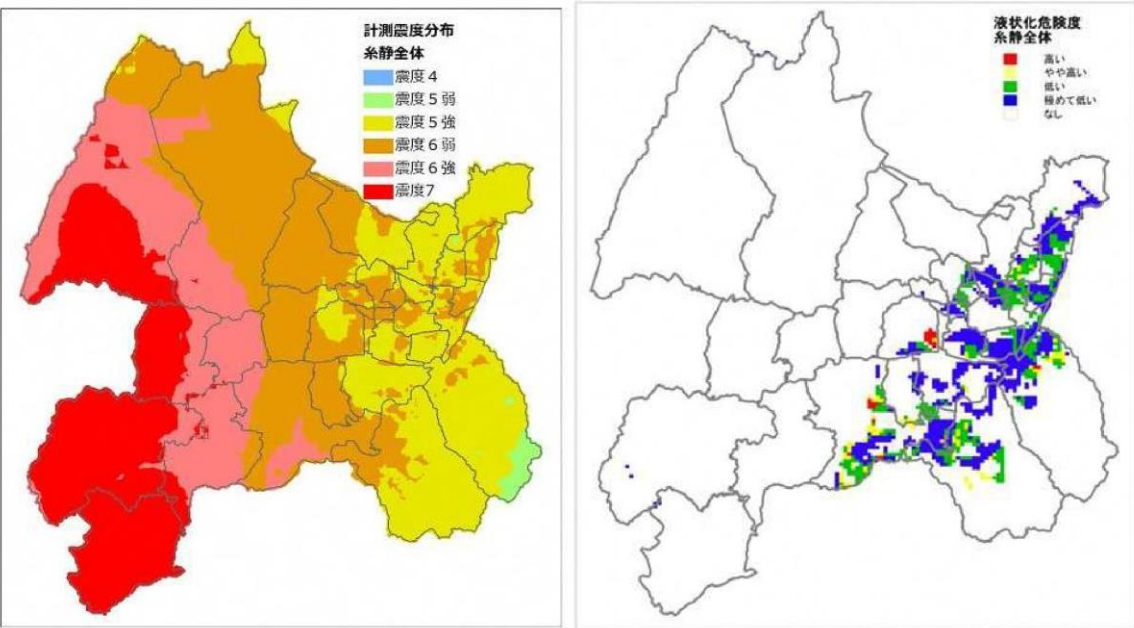 計測震度分布
糸静全体
震度4
震度5弱
震度5強
震度6弱
震度6強
震度7
液状化危険度
糸静全体
高い
やや高い
低い
極めて低い
なし